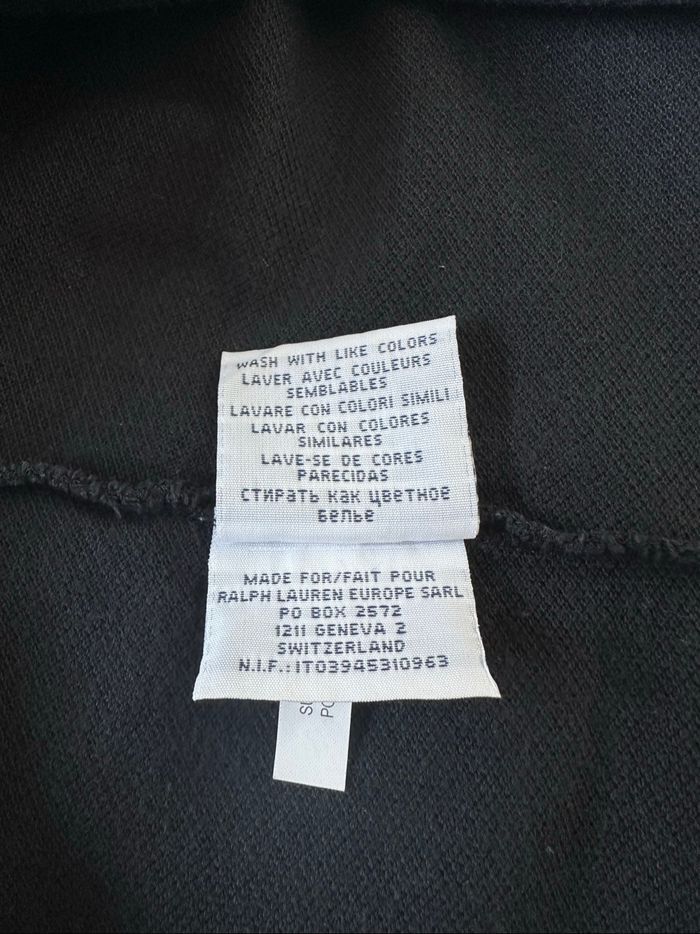 WASH WITH LIKE COLORS
LAVER AVEC COULEURS
SEMBLABLES
LAVARE CON COLORI SIMILI
LAVAR CON COLORES
SIMILARES
LAVE-SE DE CORES
PARECIDAS
СТИРАТЬ КАК ЦВЕТНОЕ
БЕЛЬЕ
MADE FOR/FAIT POUR
RALPH LAUREN EUROPE SARL
PO BOX 2572
1211 GENEVA 2
SWITZERLAND
N.I.F.:IT03945310963